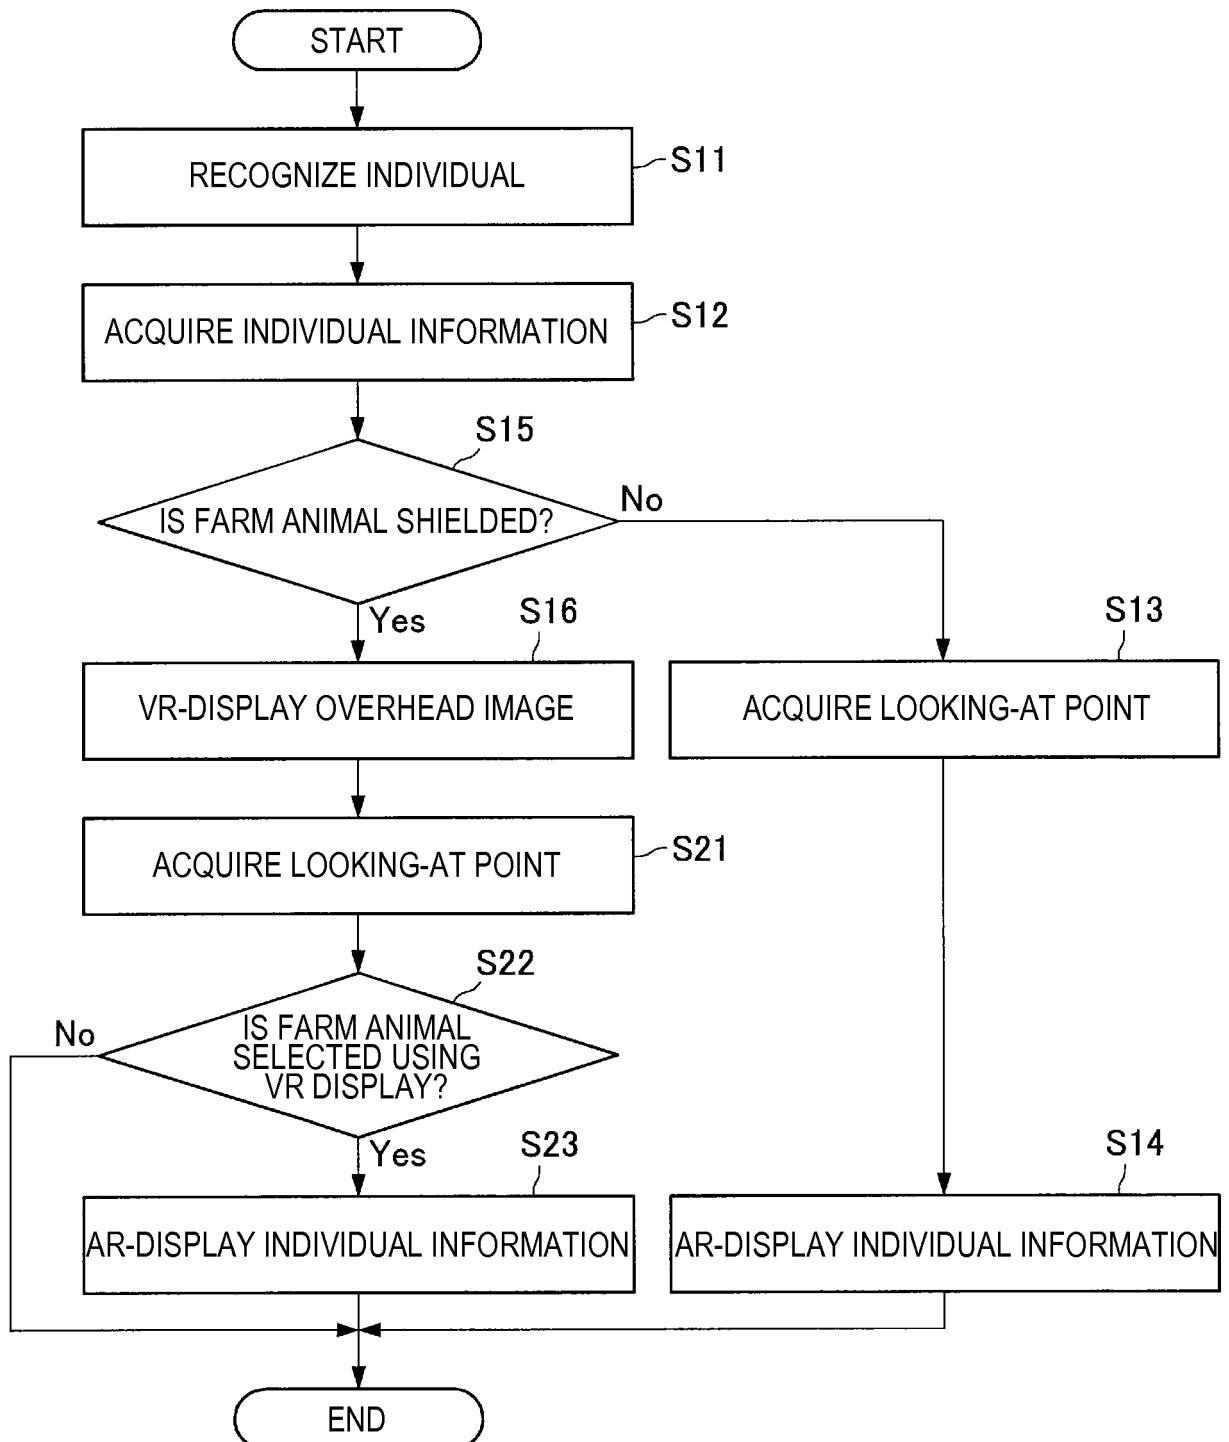 START
RECOGNIZE INDIVIDUAL
S11
ACQUIRE INDIVIDUAL INFORMATION
S12
S15
IS FARM ANIMAL SHIELDED?
No
Yes
S16
S13
VR-DISPLAY OVERHEAD IMAGE
ACQUIRE LOOKING-AT POINT
ACQUIRE LOOKING-AT POINT
S21
S22
No
IS FARM ANIMAL
SELECTED USING
VR DISPLAY?
Yes
S23
S14
AR-DISPLAY INDIVIDUAL INFORMATION
AR-DISPLAY INDIVIDUAL INFORMATION
END